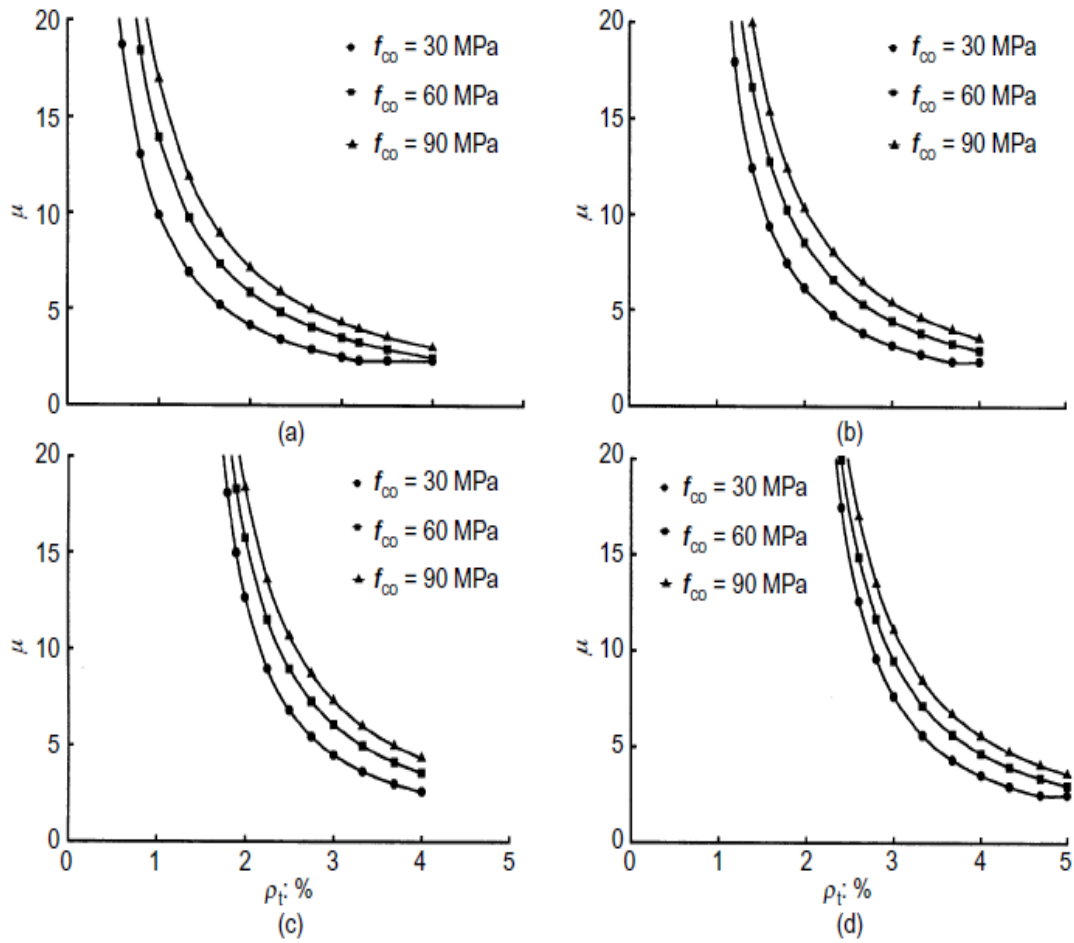 20
15
10
5
0
μ
f_co = 30 MPa
f_co = 60 MPa
f_co = 90 MPa
(a)
20
15
10
5
0
μ
f_co = 30 MPa
f_co = 60 MPa
f_co = 90 MPa
(b)
20
15
10
5
0
μ
f_co = 30 MPa
f_co = 60 MPa
f_co = 90 MPa
0 1 2 3 4 5
ρ_t: %
(c)
20
15
10
5
0
μ
f_co = 30 MPa
f_co = 60 MPa
f_co = 90 MPa
0 1 2 3 4 5
ρ_t: %
(d)